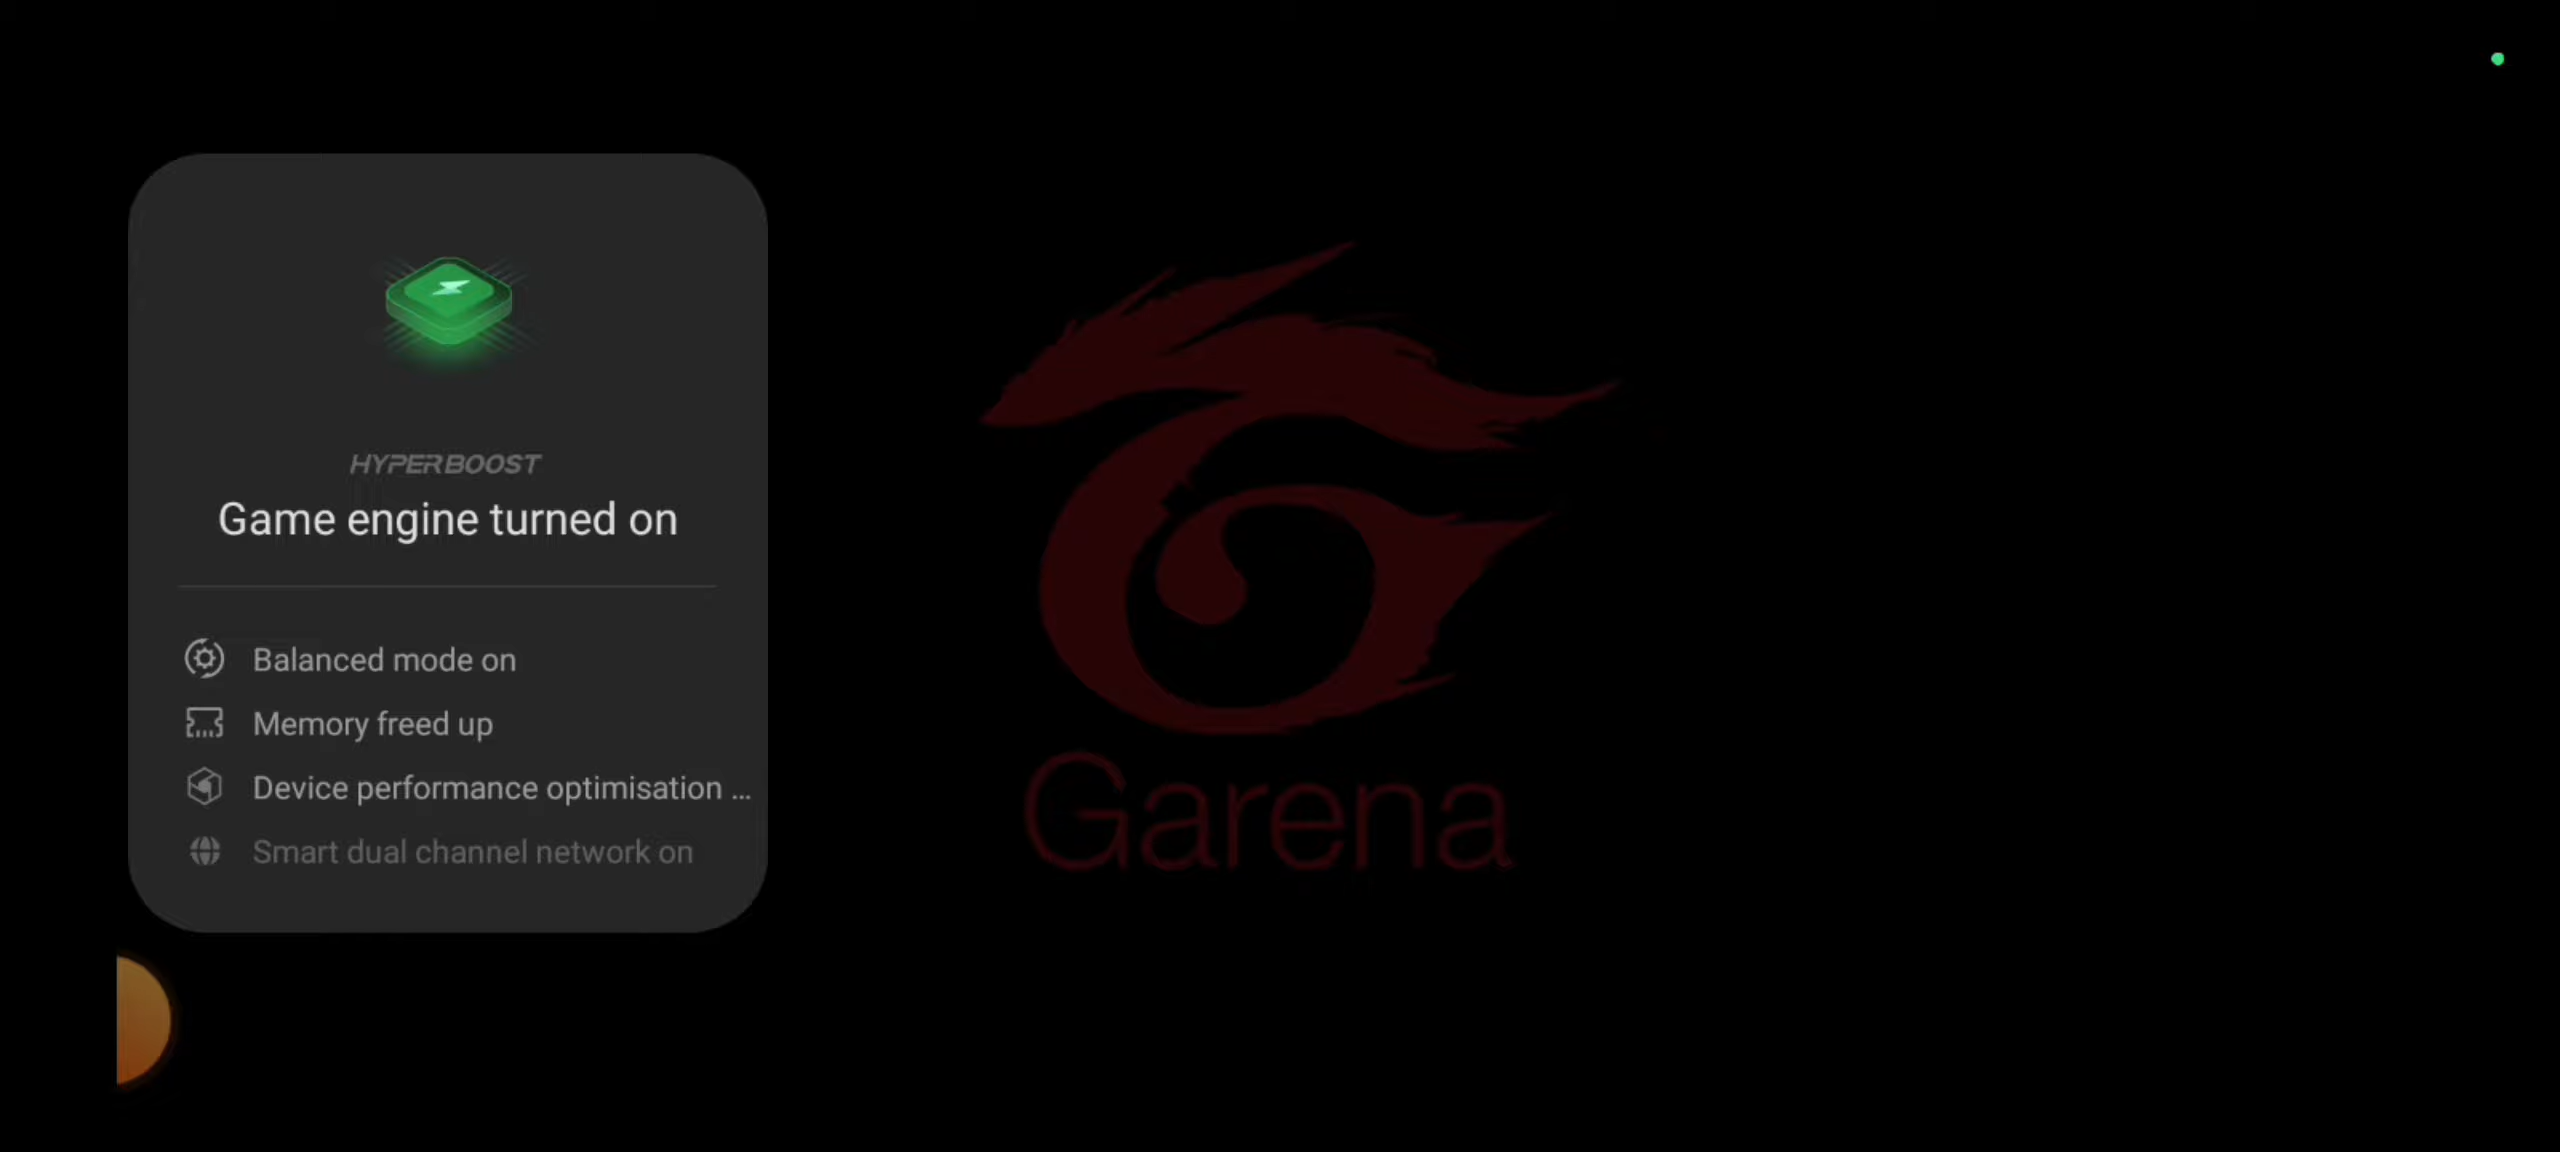 HYPERBOOST
Game engine turned on
Balanced mode on
Memory freed up
Device performance optimisation ...
Smart dual channel network on
Garena